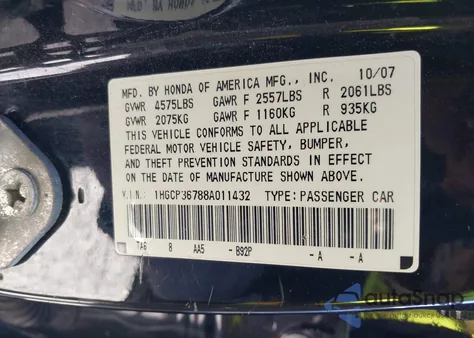 MFD. BY HONDA OF AMERICA MFG., INC. 10/07
GVWR 4575LBS GAWR F 2557LBS R 2061LBS
GVWR 2075KG GAWR F 1160KG R 935KG
THIS VEHICLE CONFORMS TO ALL APPLICABLE
FEDERAL MOTOR VEHICLE SAFETY, BUMPER,
AND THEFT PREVENTION STANDARDS IN EFFECT
ON THE DATE OF MANUFACTURE SHOWN ABOVE.
V.I.N.: 1HGCP36788A011432 TYPE: PASSENGER CAR
TA6 8 AA5 - B92P - A - A
autoSnap